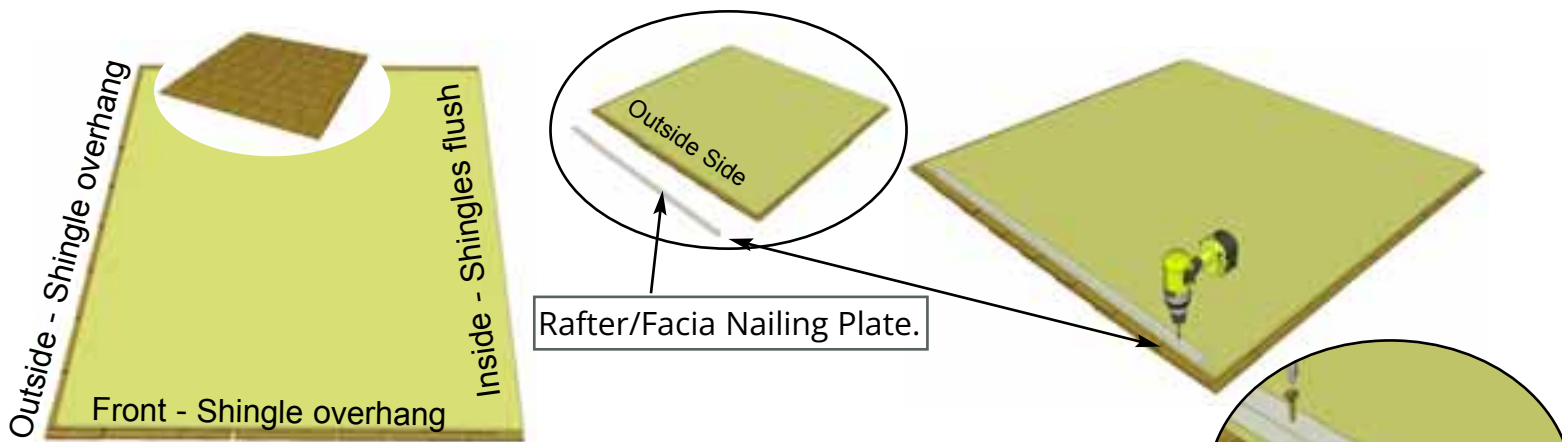 Outside - Shingle overhang
Inside - Shingles flush
Front - Shingle overhang
Outside Side
Rafter/Facia Nailing Plate.